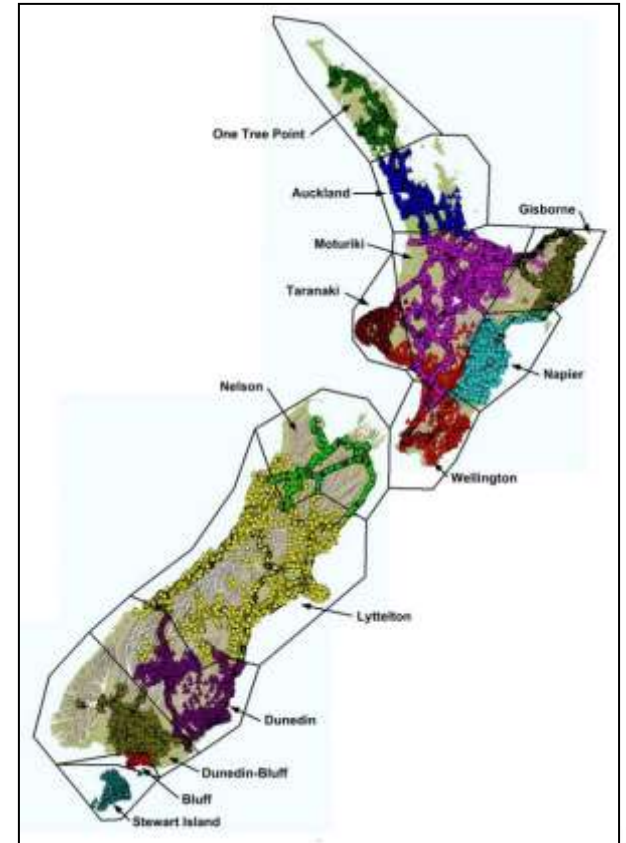 One Tree Point
Auckland
Gisborne
Moturiki
Taranaki
Napier
Nelson
Wellington
Lyttelton
Dunedin
Dunedin-Bluff
Bluff
Stewart Island